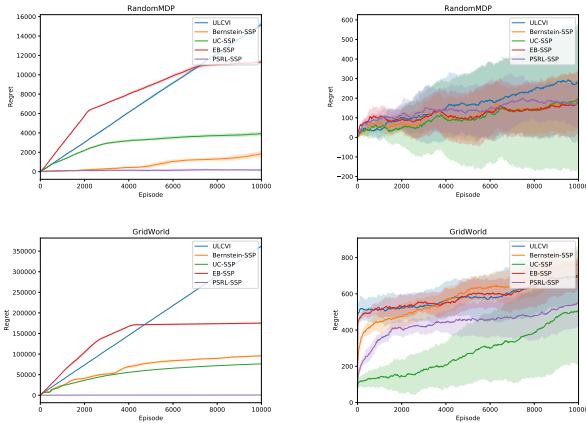 RandomMDP
16000
14000
12000
10000
8000
6000
4000
2000
0
Regret
0 2000 4000 6000 8000 10000
Episode
ULCVI
Bernstein-SSP
UC-SSP
EB-SSP
PSRL-SSP
RandomMDP
600
500
400
300
200
100
0
−100
−200
Regret
0 2000 4000 6000 8000 10000
Episode
ULCVI
Bernstein-SSP
UC-SSP
EB-SSP
PSRL-SSP
GridWorld
350000
300000
250000
200000
150000
100000
50000
0
Regret
0 2000 4000 6000 8000 10000
Episode
ULCVI
Bernstein-SSP
UC-SSP
EB-SSP
PSRL-SSP
GridWorld
800
600
400
200
0
Regret
0 2000 4000 6000 8000 10000
Episode
ULCVI
Bernstein-SSP
UC-SSP
EB-SSP
PSRL-SSP